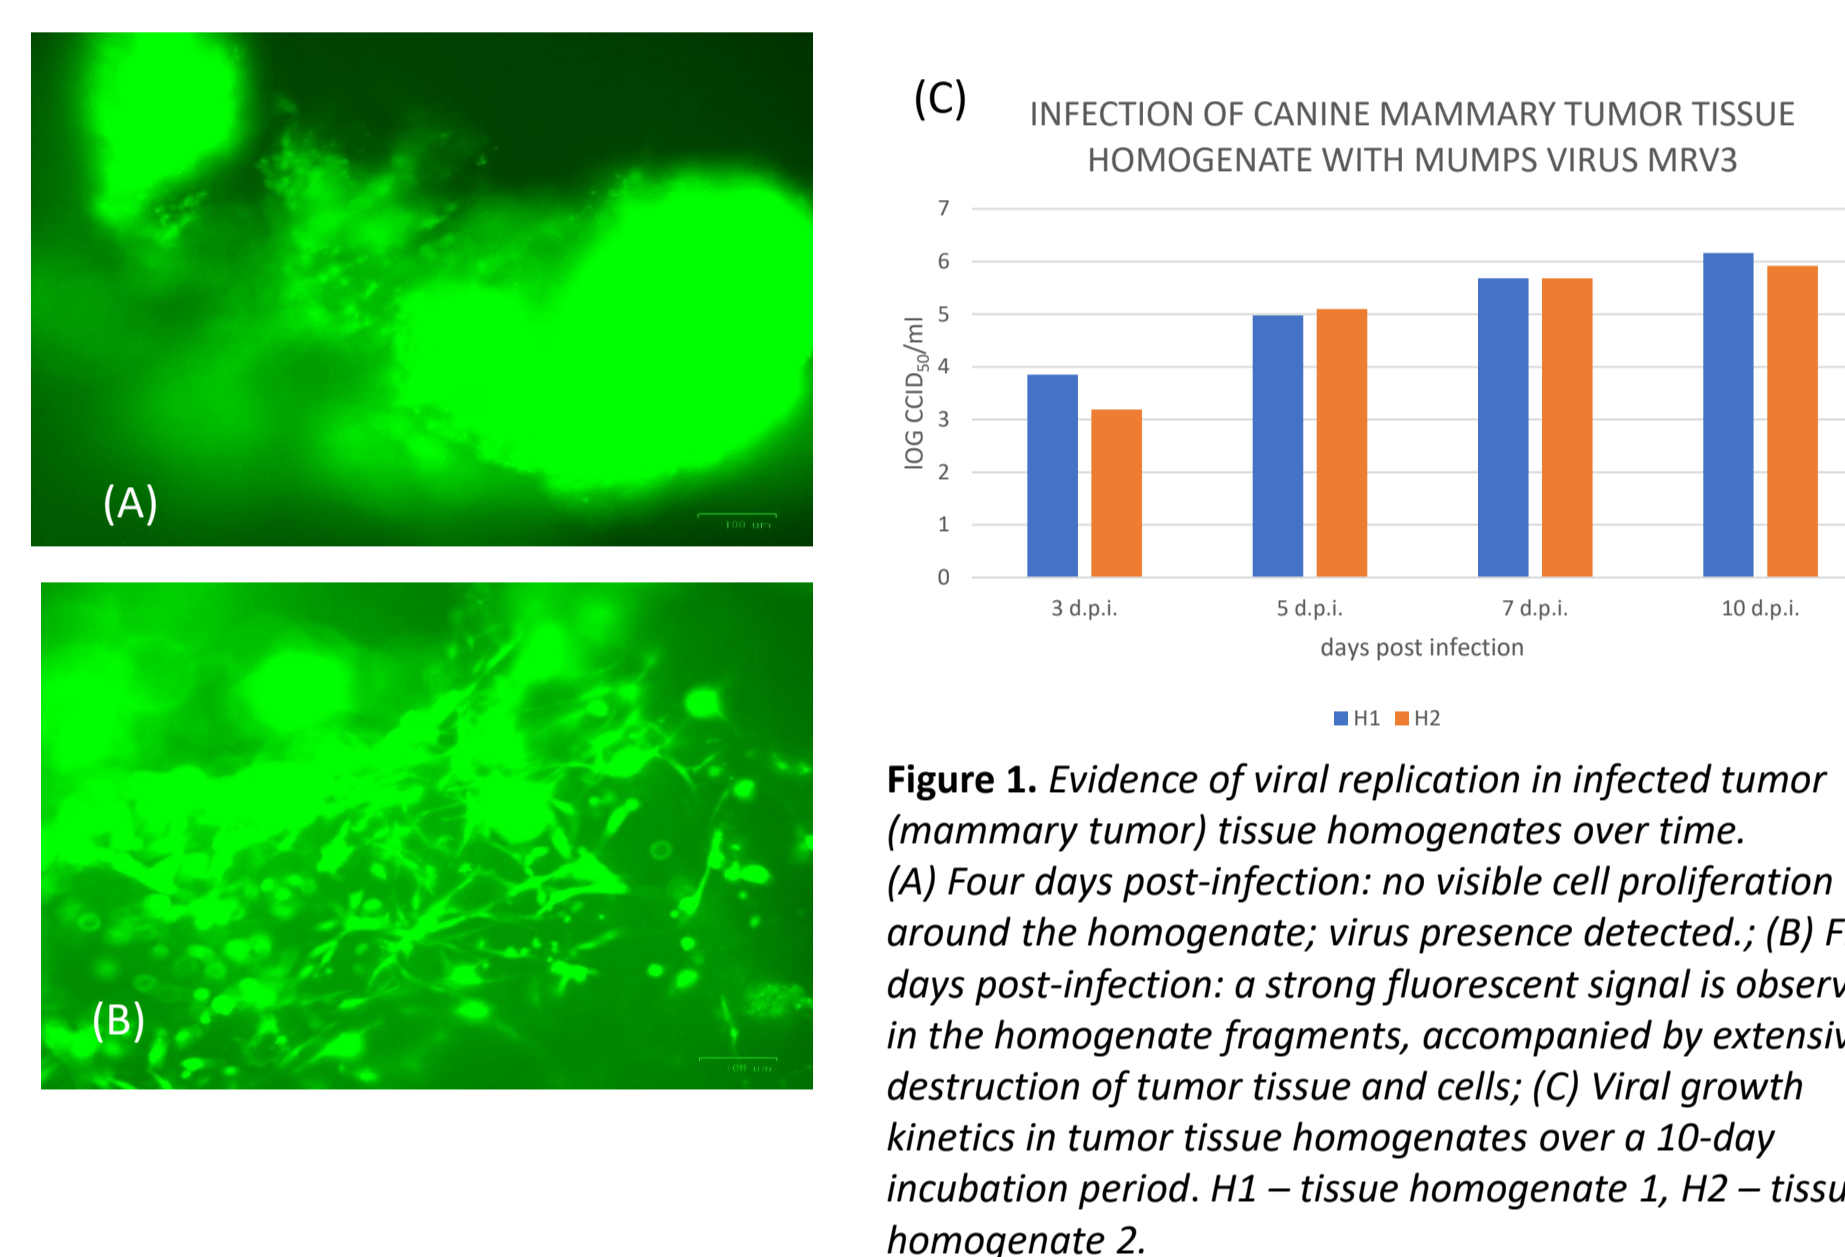 (A)
100 um
(B)
100 um
(C)
INFECTION OF CANINE MAMMARY TUMOR TISSUE
HOMOGENATE WITH MUMPS VIRUS MRV3
lOG CCID50/ml
7
6
5
4
3
2
1
0
3 d.p.i.
5 d.p.i.
7 d.p.i.
10 d.p.i.
days post infection
H1 H2
Figure 1. Evidence of viral replication in infected tumor
(mammary tumor) tissue homogenates over time.
(A) Four days post-infection: no visible cell proliferation
around the homogenate; virus presence detected.; (B)
days post-infection: a strong fluorescent signal is
in the homogenate fragments, accompanied by
destruction of tumor tissue and cells; (C) Viral growth
kinetics in tumor tissue homogenates over a 10-day
incubation period. H1 – tissue homogenate 1, H2 –
homogenate 2.